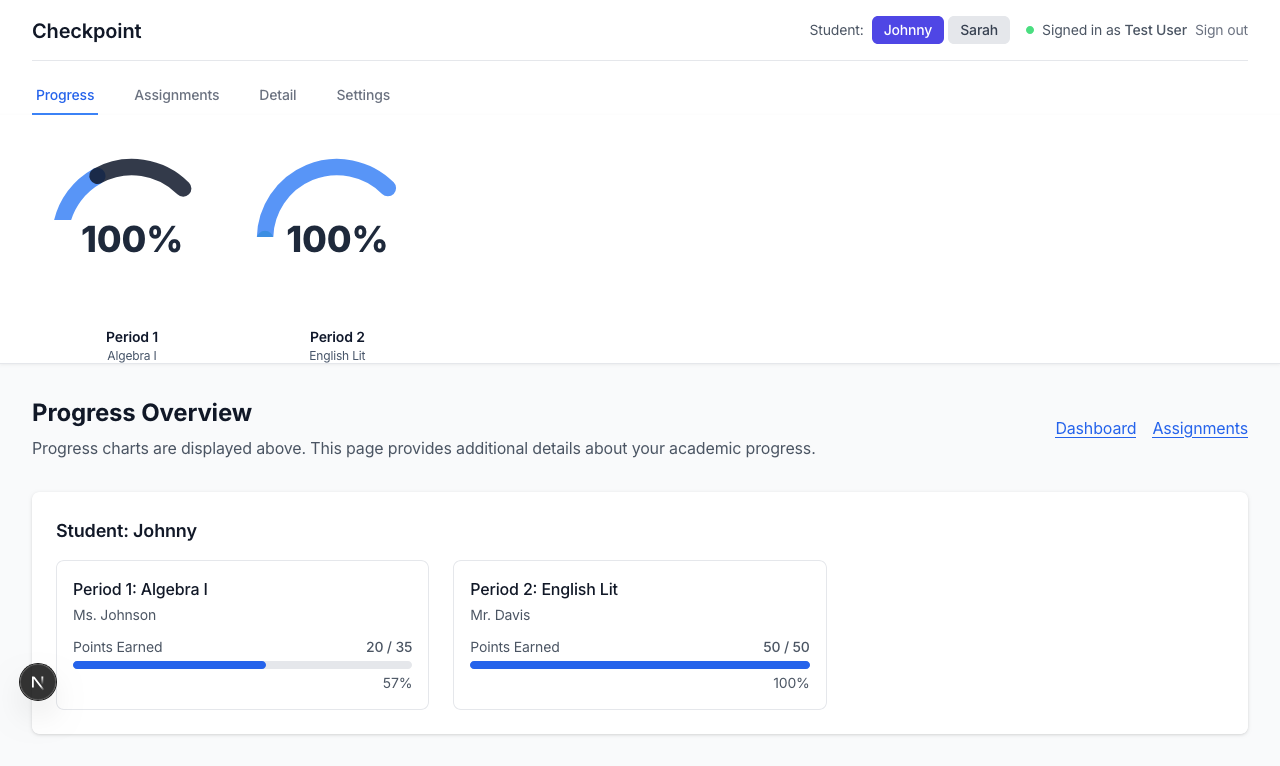 Checkpoint
Student: Johnny Sarah Signed in as Test User Sign out
Progress Assignments Detail Settings
100% 100%
Period 1 Period 2
Algebra I English Lit
Progress Overview
Dashboard Assignments
Progress charts are displayed above. This page provides additional details about your academic progress.
Student: Johnny
Period 1: Algebra I
Ms. Johnson
Points Earned 20 / 35
57%
Period 2: English Lit
Mr. Davis
Points Earned 50 / 50
100%
N